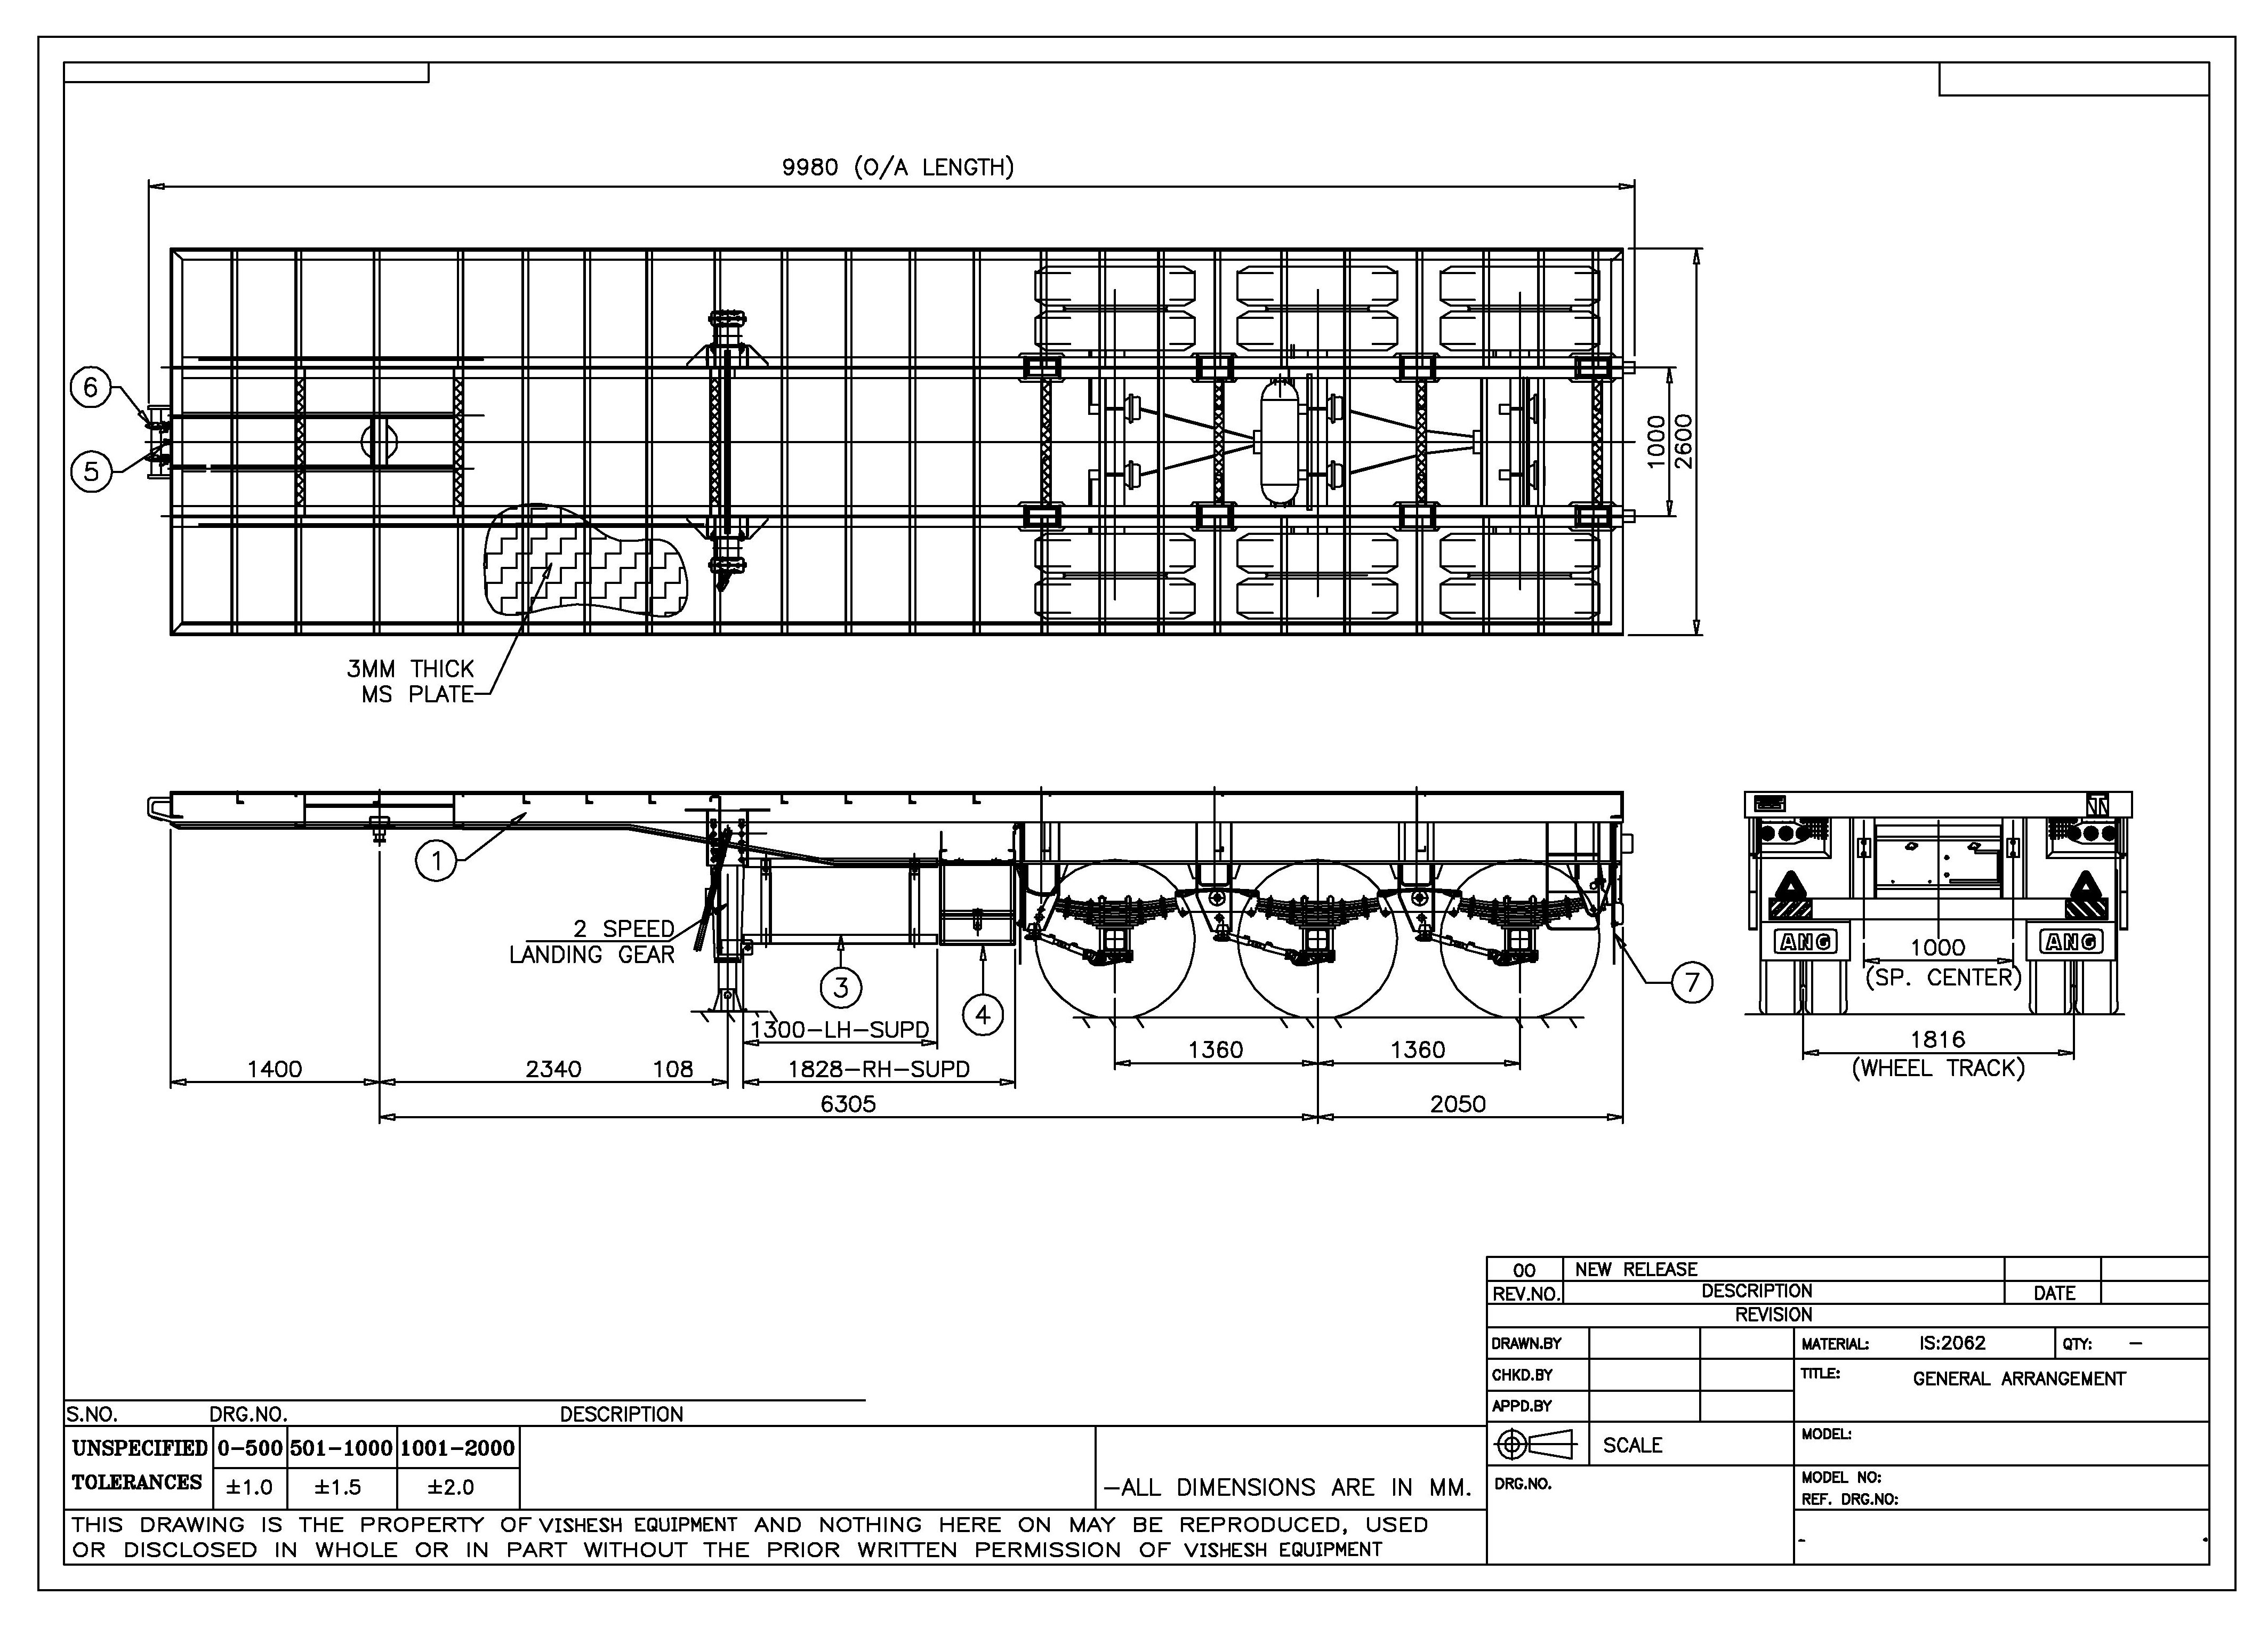 9980 (O/A LENGTH)
6
5
1000
2600
3MM THICK
MS PLATE
1
2 SPEED
LANDING GEAR
3
4
7
ANG
ANG
1000
(SP. CENTER)
1816
(WHEEL TRACK)
1300-LH-SUPD
1360
1360
1400
2340
108
1828-RH-SUPD
6305
2050
00 NEW RELEASE
REV.NO. DESCRIPTION DATE
REVISION
DRAWN.BY
MATERIAL: IS:2062 QTY: -
CHKD.BY
TITLE: GENERAL ARRANGEMENT
APPD.BY
SCALE
MODEL:
DRG.NO.
MODEL NO:
REF. DRG.NO:
-
S.NO. DRG.NO. DESCRIPTION
UNSPECIFIED 0-500 501-1000 1001-2000
TOLERANCES ±1.0 ±1.5 ±2.0
-ALL DIMENSIONS ARE IN MM.
THIS DRAWING IS THE PROPERTY OF VISHESH EQUIPMENT AND NOTHING HERE ON MAY BE REPRODUCED, USED
OR DISCLOSED IN WHOLE OR IN PART WITHOUT THE PRIOR WRITTEN PERMISSION OF VISHESH EQUIPMENT